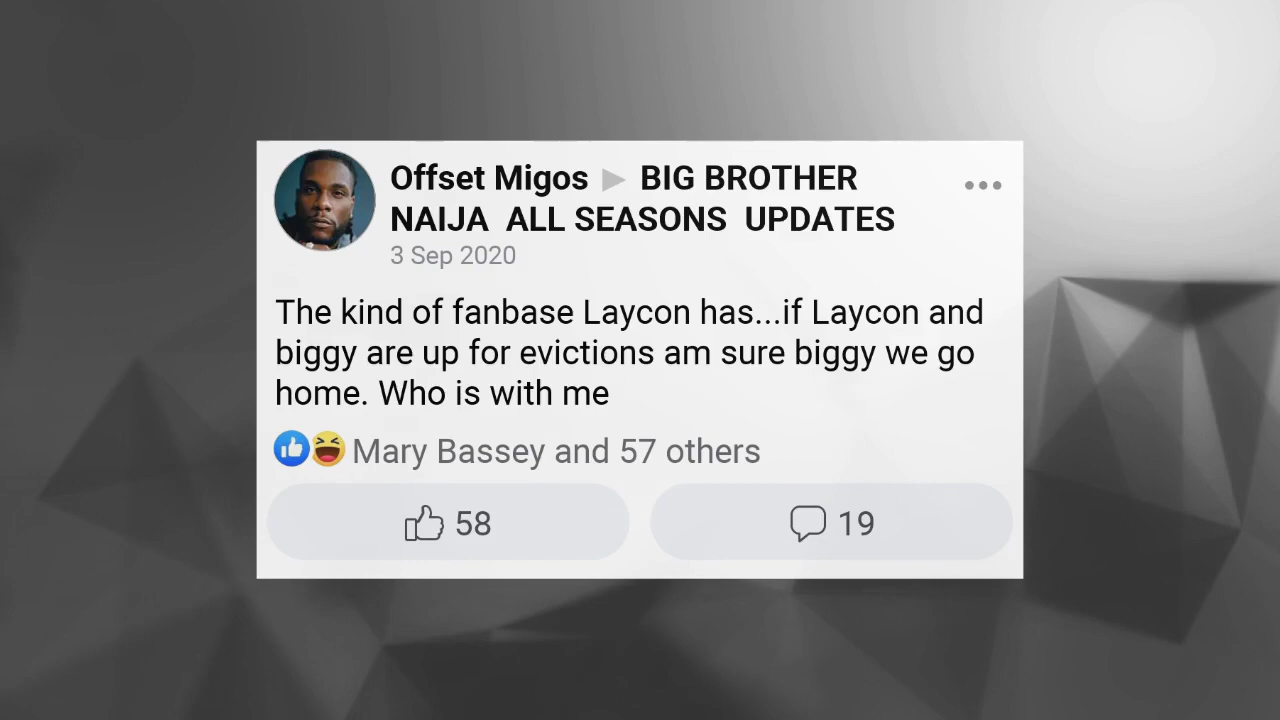 Offset Migos ▶ BIG BROTHER
NAIJA ALL SEASONS UPDATES
3 Sep 2020
The kind of fanbase Laycon has...if Laycon and
biggy are up for evictions am sure biggy we go
home. Who is with me
Mary Bassey and 57 others
58
19